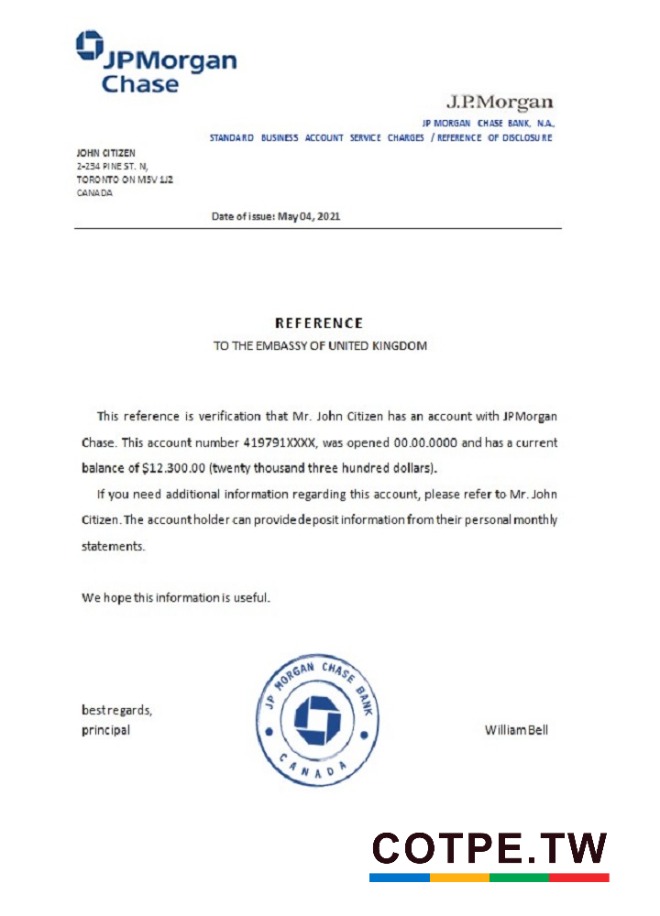 JPMorgan
Chase
J.P.Morgan
JP MORGAN CHASE BANK, N.A.,
STANDARD BUSINESS ACCOUNT SERVICE CHARGES / REFERENCE OF DISCLOSURE
JOHN CITIZEN
2-234 PINE ST. N,
TORONTO ON M5V 1J2
CANADA
Date of issue: May 04, 2021
REFERENCE
TO THE EMBASSY OF UNITED KINGDOM
This reference is verification that Mr. John Citizen has an account with JPMorgan
Chase. This account number 419791XXXX, was opened 00.00.0000 and has a current
balance of $12.300.00 (twenty thousand three hundred dollars).
If you need additional information regarding this account, please refer to Mr. John
Citizen. The account holder can provide deposit information from their personal monthly
statements.
We hope this information is useful.
best regards,
principal
JP MORGAN CHASE BANK
CANADA
William Bell
COTPE.TW